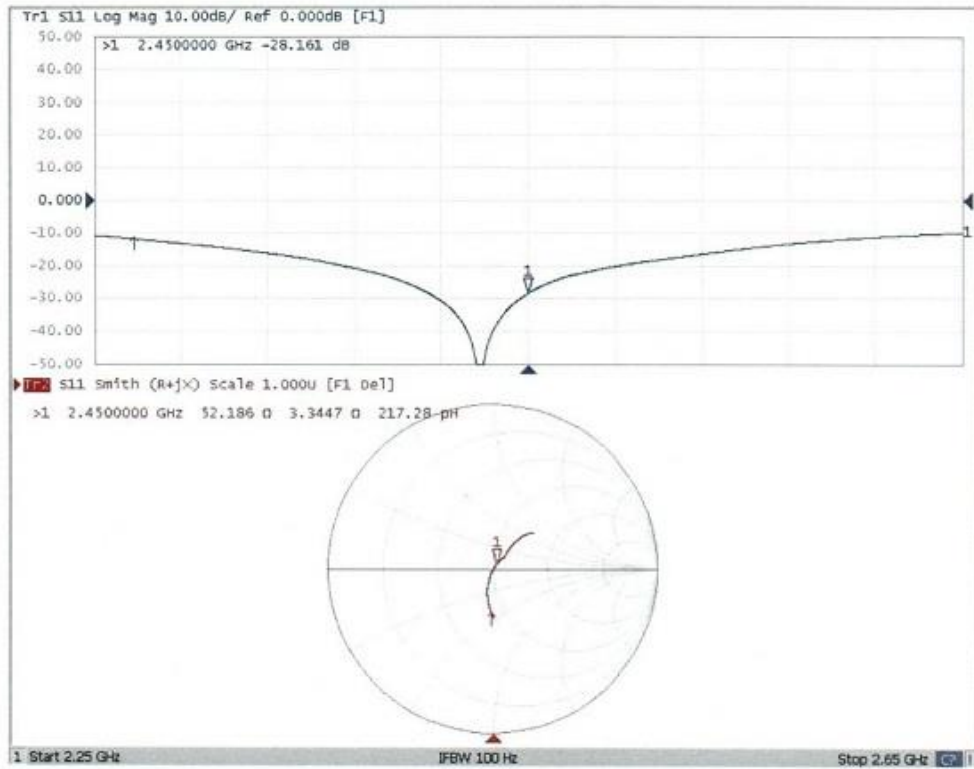 Tr1 S11 Log Mag 10.00dB/ Ref 0.000dB [F1]
50.00
>1 2.4500000 GHz -28.161 dB
40.00
30.00
20.00
10.00
0.000
-10.00
1
-20.00
1
-30.00
-40.00
-50.00
Tr2 S11 Smith (R+jX) Scale 1.000U [F1 Del]
>1 2.4500000 GHz 52.186 Ω 3.3447 Ω 217.28 pH
1
1 Start 2.25 GHz IFBW 100 Hz Stop 2.65 GHz C?